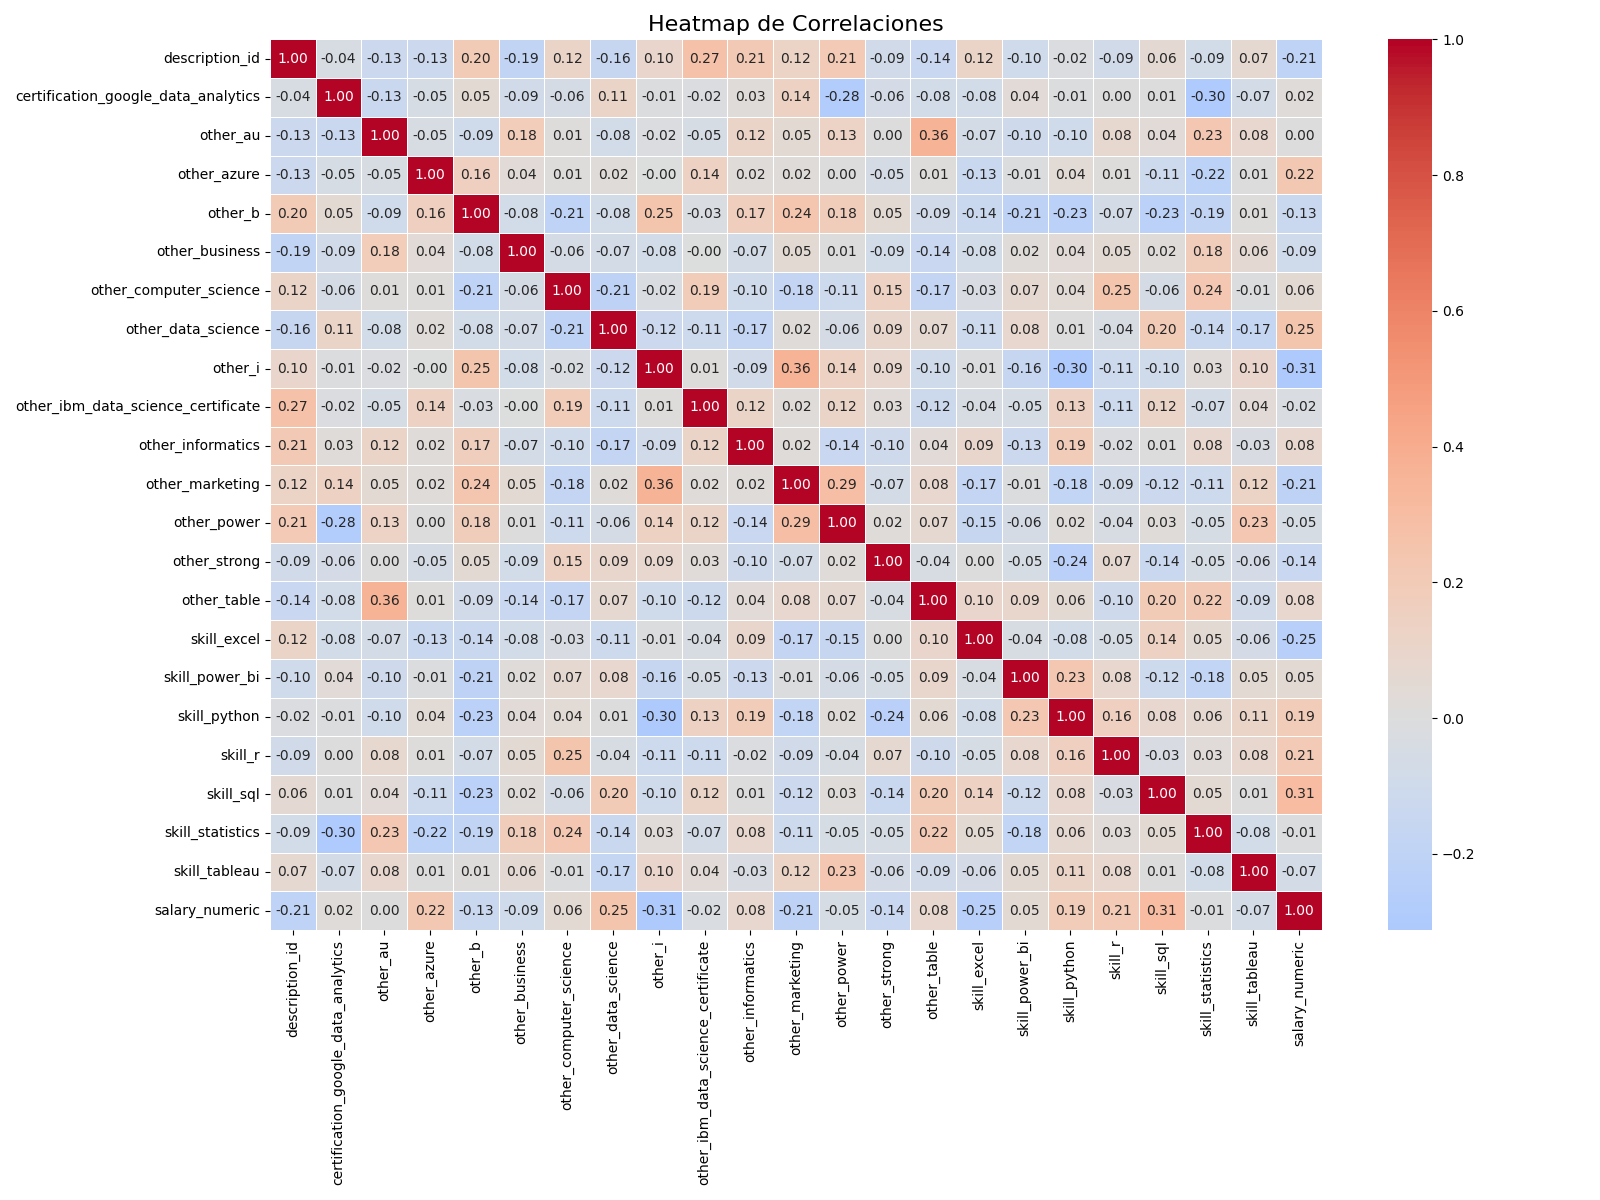 Heatmap de Correlaciones
description_id 1.00 -0.04 -0.13 -0.13 0.20 -0.19 0.12 -0.16 0.10 0.27 0.21 0.12 0.21 -0.09 -0.14 0.12 -0.10 -0.02 -0.09 0.06 -0.09 0.07 -0.21
certification_google_data_analytics -0.04 1.00 -0.13 -0.05 0.05 -0.09 -0.06 0.11 -0.01 -0.02 0.03 0.14 -0.28 -0.06 -0.08 -0.08 0.04 -0.01 0.00 0.01 -0.30 -0.07 0.02
other_au -0.13 -0.13 1.00 -0.05 -0.09 0.18 0.01 -0.08 -0.02 -0.05 0.12 0.05 0.13 0.00 0.36 -0.07 -0.10 -0.10 0.08 0.04 0.23 0.08 0.00
other_azure -0.13 -0.05 -0.05 1.00 0.16 0.04 0.01 0.02 -0.00 0.14 0.02 0.02 0.00 -0.05 0.01 -0.13 -0.01 0.04 0.01 -0.11 -0.22 0.01 0.22
other_b 0.20 0.05 -0.09 0.16 1.00 -0.08 -0.21 -0.08 0.25 -0.03 0.17 0.24 0.18 0.05 -0.09 -0.14 -0.21 -0.23 -0.07 -0.23 -0.19 0.01 -0.13
other_business -0.19 -0.09 0.18 0.04 -0.08 1.00 -0.06 -0.07 -0.08 -0.00 -0.07 0.05 0.01 -0.09 -0.14 -0.08 0.02 0.04 0.05 0.02 0.18 0.06 -0.09
other_computer_science 0.12 -0.06 0.01 0.01 -0.21 -0.06 1.00 -0.21 -0.02 0.19 -0.10 -0.18 -0.11 0.15 -0.17 -0.03 0.07 0.04 0.25 -0.06 0.24 -0.01 0.06
other_data_science -0.16 0.11 -0.08 0.02 -0.08 -0.07 -0.21 1.00 -0.12 -0.11 -0.17 0.02 -0.06 0.09 0.07 -0.11 0.08 0.01 -0.04 0.20 -0.14 -0.17 0.25
other_i 0.10 -0.01 -0.02 -0.00 0.25 -0.08 -0.02 -0.12 1.00 0.01 -0.09 0.36 0.14 0.09 -0.10 -0.01 -0.16 -0.30 -0.11 -0.10 0.03 0.10 -0.31
other_ibm_data_science_certificate 0.27 -0.02 -0.05 0.14 -0.03 -0.00 0.19 -0.11 0.01 1.00 0.12 0.02 0.12 0.03 -0.12 -0.04 -0.05 0.13 -0.11 0.12 -0.07 0.04 -0.02
other_informatics 0.21 0.03 0.12 0.02 0.17 -0.07 -0.10 -0.17 -0.09 0.12 1.00 0.02 -0.14 -0.10 0.04 0.09 -0.13 0.19 -0.02 0.01 0.08 -0.03 0.08
other_marketing 0.12 0.14 0.05 0.02 0.24 0.05 -0.18 0.02 0.36 0.02 0.02 1.00 0.29 -0.07 0.08 -0.17 -0.01 -0.18 -0.09 -0.12 -0.11 0.12 -0.21
other_power 0.21 -0.28 0.13 0.00 0.18 0.01 -0.11 -0.06 0.14 0.12 -0.14 0.29 1.00 0.02 0.07 -0.15 -0.06 0.02 -0.04 0.03 -0.05 0.23 -0.05
other_strong -0.09 -0.06 0.00 -0.05 0.05 -0.09 0.15 0.09 0.09 0.03 -0.10 -0.07 0.02 1.00 -0.04 0.00 -0.05 -0.24 0.07 -0.14 -0.05 -0.06 -0.14
other_table -0.14 -0.08 0.36 0.01 -0.09 -0.14 -0.17 0.07 -0.10 -0.12 0.04 0.08 0.07 -0.04 1.00 0.10 0.09 0.06 -0.10 0.20 0.22 -0.09 0.08
skill_excel 0.12 -0.08 -0.07 -0.13 -0.14 -0.08 -0.03 -0.11 -0.01 -0.04 0.09 -0.17 -0.15 0.00 0.10 1.00 -0.04 -0.08 -0.05 0.14 0.05 -0.06 -0.25
skill_power_bi -0.10 0.04 -0.10 -0.01 -0.21 0.02 0.07 0.08 -0.16 -0.05 -0.13 -0.01 -0.06 -0.05 0.09 -0.04 1.00 0.23 0.08 -0.12 -0.18 0.05 0.05
skill_python -0.02 -0.01 -0.10 0.04 -0.23 0.04 0.04 0.01 -0.30 0.13 0.19 -0.18 0.02 -0.24 0.06 -0.08 0.23 1.00 0.16 0.08 0.06 0.11 0.19
skill_r -0.09 0.00 0.08 0.01 -0.07 0.05 0.25 -0.04 -0.11 -0.11 -0.02 -0.09 -0.04 0.07 -0.10 -0.05 0.08 0.16 1.00 -0.03 0.03 0.08 0.21
skill_sql 0.06 0.01 0.04 -0.11 -0.23 0.02 -0.06 0.20 -0.10 0.12 0.01 -0.12 0.03 -0.14 0.20 0.14 -0.12 0.08 -0.03 1.00 0.05 0.01 0.31
skill_statistics -0.09 -0.30 0.23 -0.22 -0.19 0.18 0.24 -0.14 0.03 -0.07 0.08 -0.11 -0.05 -0.05 0.22 0.05 -0.18 0.06 0.03 0.05 1.00 -0.08 -0.01
skill_tableau 0.07 -0.07 0.08 0.01 0.01 0.06 -0.01 -0.17 0.10 0.04 -0.03 0.12 0.23 -0.06 -0.09 -0.06 0.05 0.11 0.08 0.01 -0.08 1.00 -0.07
salary_numeric -0.21 0.02 0.00 0.22 -0.13 -0.09 0.06 0.25 -0.31 -0.02 0.08 -0.21 -0.05 -0.14 0.08 -0.25 0.05 0.19 0.21 0.31 -0.01 -0.07 1.00
description_id
certification_google_data_analytics
other_au
other_azure
other_b
other_business
other_computer_science
other_data_science
other_i
other_ibm_data_science_certificate
other_informatics
other_marketing
other_power
other_strong
other_table
skill_excel
skill_power_bi
skill_python
skill_r
skill_sql
skill_statistics
skill_tableau
salary_numeric
1.0
0.8
0.6
0.4
0.2
0.0
−0.2